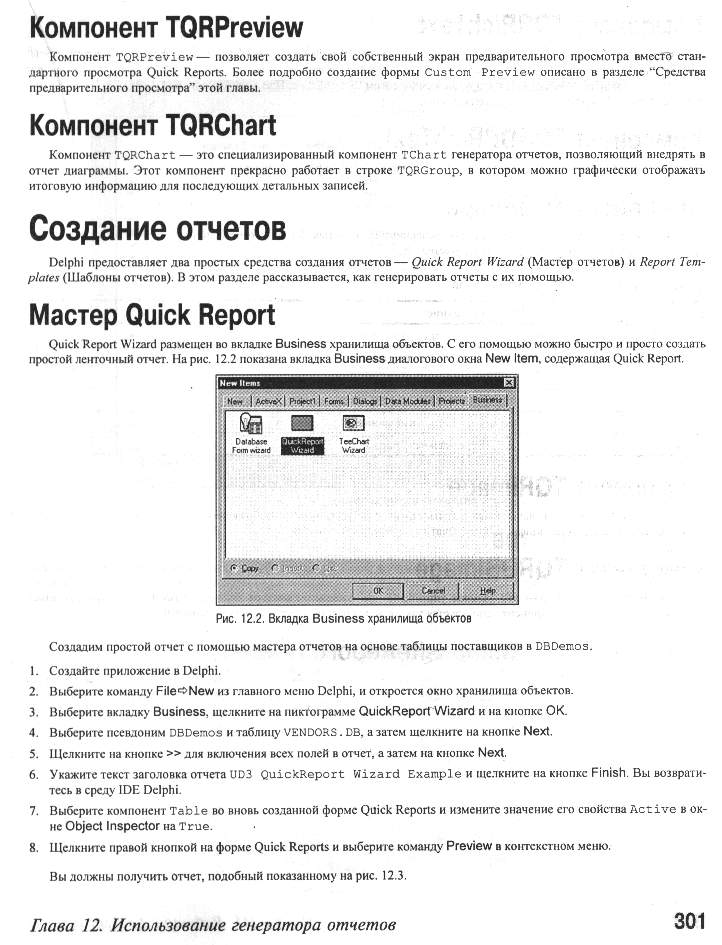 Компонент TQRPreview
Компонент TQRPreview — позволяет создать свой собственный экран предварительного просмотра вместо стан-
дартного просмотра Quick Reports. Более подробно создание формы Custom Preview описано в разделе “Средства
предварительного просмотра” этой главы.
Компонент TQRChart
Компонент TQRChart — это специализированный компонент TChart генератора отчетов, позволяющий внедрять в
отчет диаграммы. Этот компонент прекрасно работает в строке TQRGroup, в котором можно графически отображать
итоговую информацию для последующих детальных записей.
Создание отчетов
Delphi предоставляет два простых средства создания отчетов — Quick Report Wizard (Мастер отчетов) и Report Tem-
plates (Шаблоны отчетов). В этом разделе рассказывается, как генерировать отчеты с их помощью.
Мастер Quick Report
Quick Report Wizard размещен во вкладке Business хранилища объектов. С его помощью можно быстро и просто создать
простой ленточный отчет. На рис. 12.2 показана вкладка Business диалогового окна New Item, содержащая Quick Report.
New Items
New ActiveX Project1 Forms Dialogs Data Modules Projects Business
Database QuickReport TeeChart
Form wizard Wizard Wizard
Copy
OK Cancel Help
Рис. 12.2. Вкладка Business хранилища объектов
Создадим простой отчет с помощью мастера отчетов на основе таблицы поставщиков в DBDemos.
1. Создайте приложение в Delphi.
2. Выберите команду File⇨New из главного меню Delphi, и откроется окно хранилища объектов.
3. Выберите вкладку Business, щелкните на пиктограмме QuickReport Wizard и на кнопке OK.
4. Выберите псевдоним DBDemos и таблицу VENDORS.DB, а затем щелкните на кнопке Next.
5. Щелкните на кнопке >> для включения всех полей в отчет, а затем на кнопке Next.
6. Укажите текст заголовка отчета UD3 QuickReport Wizard Example и щелкните на кнопке Finish. Вы возврати-
тесь в среду IDE Delphi.
7. Выберите компонент Table во вновь созданной форме Quick Reports и измените значение его свойства Active в ок-
не Object Inspector на True.
8. Щелкните правой кнопкой на форме Quick Reports и выберите команду Preview в контекстном меню.
Вы должны получить отчет, подобный показанному на рис. 12.3.
Глава 12. Использование генератора отчетов 301